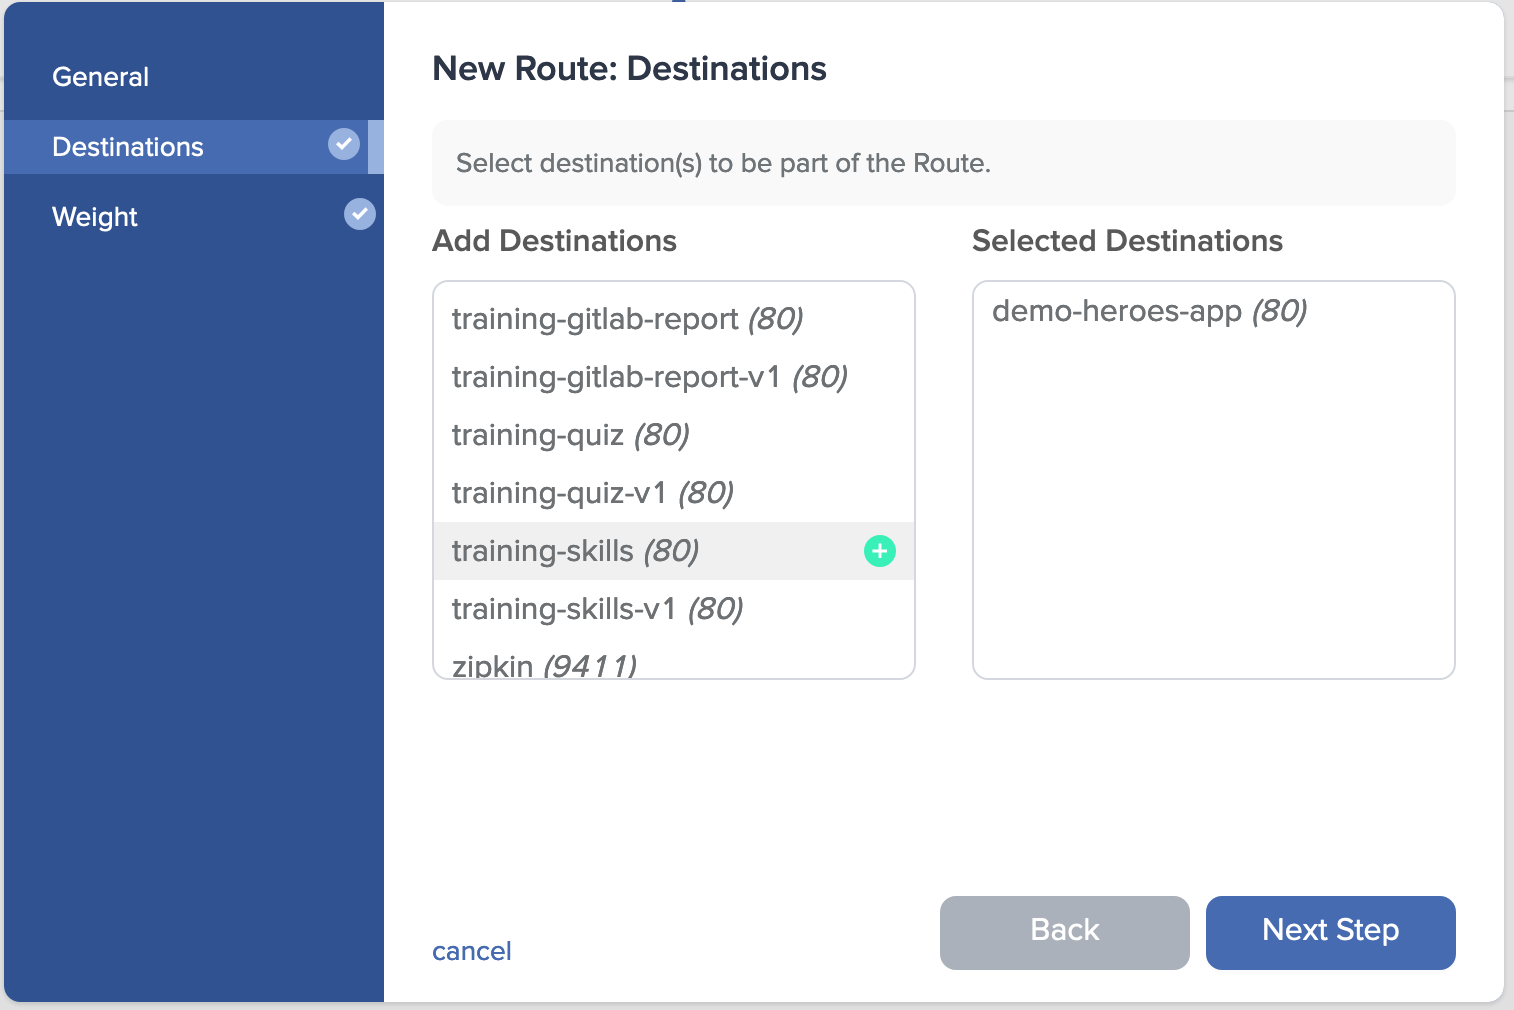 General
Destinations
Weight
New Route: Destinations
Select destination(s) to be part of the Route.
Add Destinations
training-gitlab-report (80)
training-gitlab-report-v1 (80)
training-quiz (80)
training-quiz-v1 (80)
training-skills (80)
training-skills-v1 (80)
zipkin (9411)
Selected Destinations
demo-heroes-app (80)
cancel
Back
Next Step